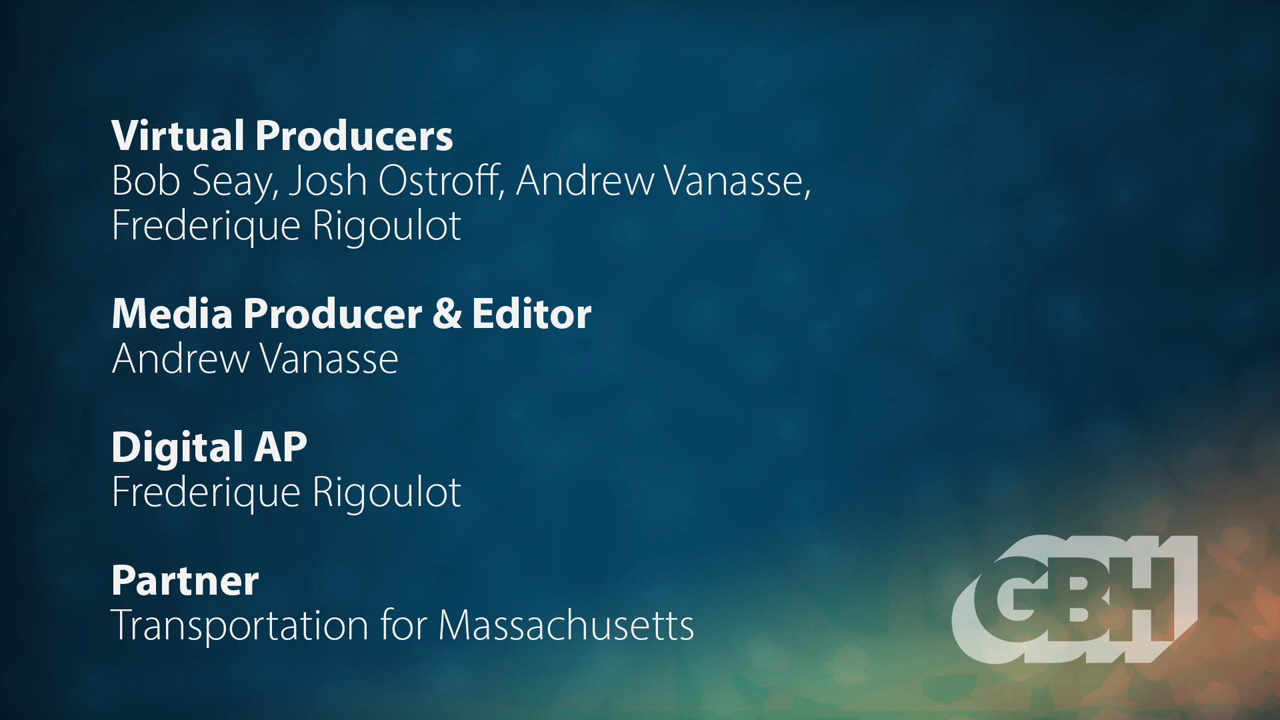 Virtual Producers
Bob Seay, Josh Ostroff, Andrew Vanasse,
Frederique Rigoulot
Media Producer & Editor
Andrew Vanasse
Digital AP
Frederique Rigoulot
Partner
Transportation for Massachusetts
GBH